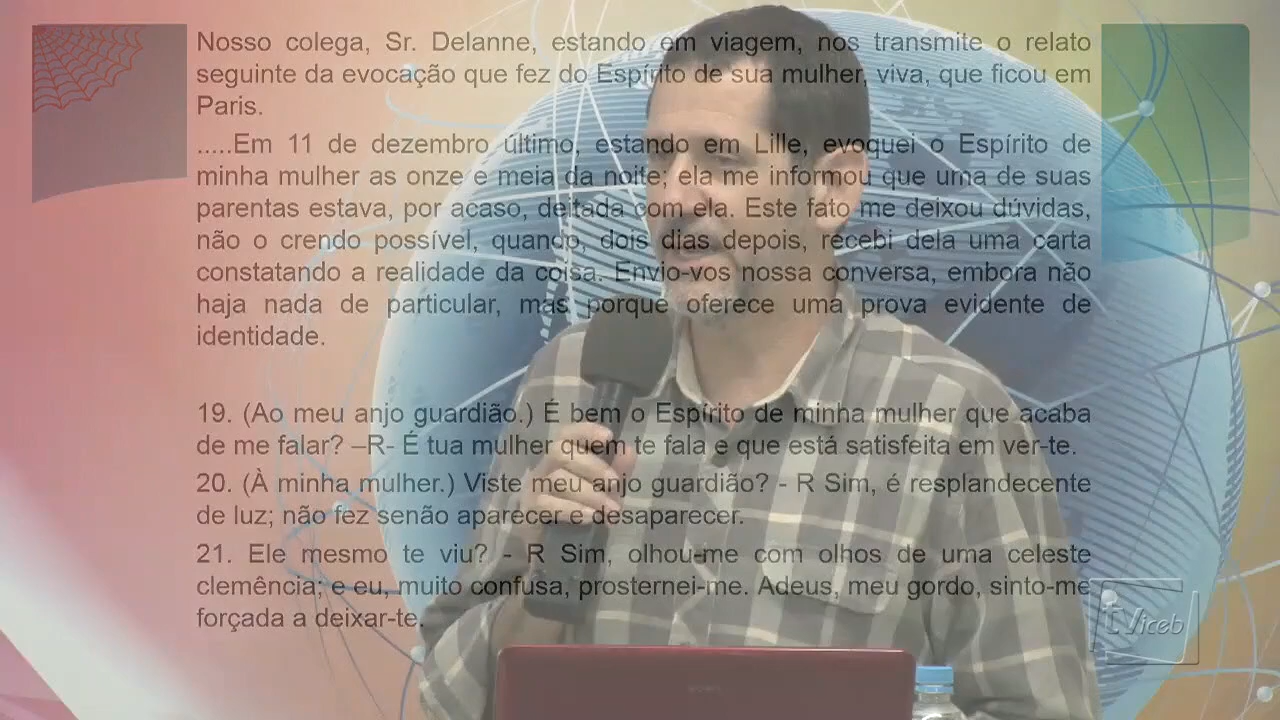 Nosso colega, Sr. Delanne, estando em viagem, nos transmite o relato
seguinte da evocação que fez do Espírito de sua mulher, viva, que ficou em
Paris.
.....Em 11 de dezembro último, estando em Lille, evoquei o Espírito de
minha mulher as onze e meia da noite; ela me informou que uma de suas
parentas estava, por acaso, deitada com ela. Este fato me deixou dúvidas,
não o crendo possível, quando, dois dias depois, recebi dela uma carta
constatando a realidade da coisa. Envio-vos nossa conversa, embora não
haja nada de particular, mas porque oferece uma prova evidente de
identidade.
19. (Ao meu anjo guardião.) É bem o Espírito de minha mulher que acaba
de me falar? –R- É tua mulher quem te fala e que está satisfeita em ver-te.
20. (À minha mulher.) Viste meu anjo guardião? - R Sim, é resplandecente
de luz; não fez senão aparecer e desaparecer.
21. Ele mesmo te viu? - R Sim, olhou-me com olhos de uma celeste
clemência; e eu, muito confusa, prosternei-me. Adeus, meu gordo, sinto-me
forçada a deixar-te.
tViceb